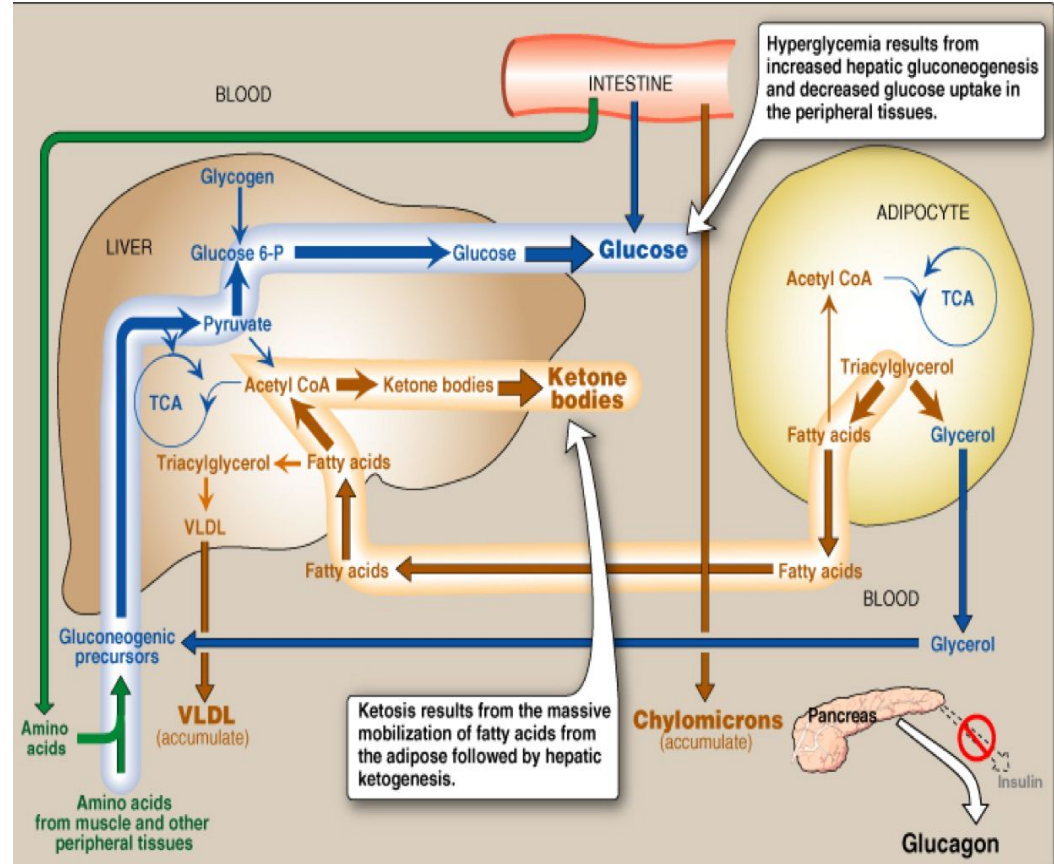 BLOOD
INTESTINE
Hyperglycemia results from
increased hepatic gluconeogenesis
and decreased glucose uptake in
the peripheral tissues.
Glycogen
LIVER
Glucose 6-P
Glucose
Glucose
Pyruvate
TCA
Acetyl CoA
Ketone bodies
Ketone
bodies
Triacylglycerol
Fatty acids
VLDL
Fatty acids
ADIPOCYTE
Acetyl CoA
TCA
Triacylglycerol
Fatty acids
Glycerol
Fatty acids
BLOOD
Gluconeogenic
precursors
Glycerol
Amino
acids
VLDL
(accumulate)
Ketosis results from the massive
mobilization of fatty acids from
the adipose followed by hepatic
ketogenesis.
Chylomicrons
(accumulate)
Pancreas
Insulin
Glucagon
Amino acids
from muscle and other
peripheral tissues